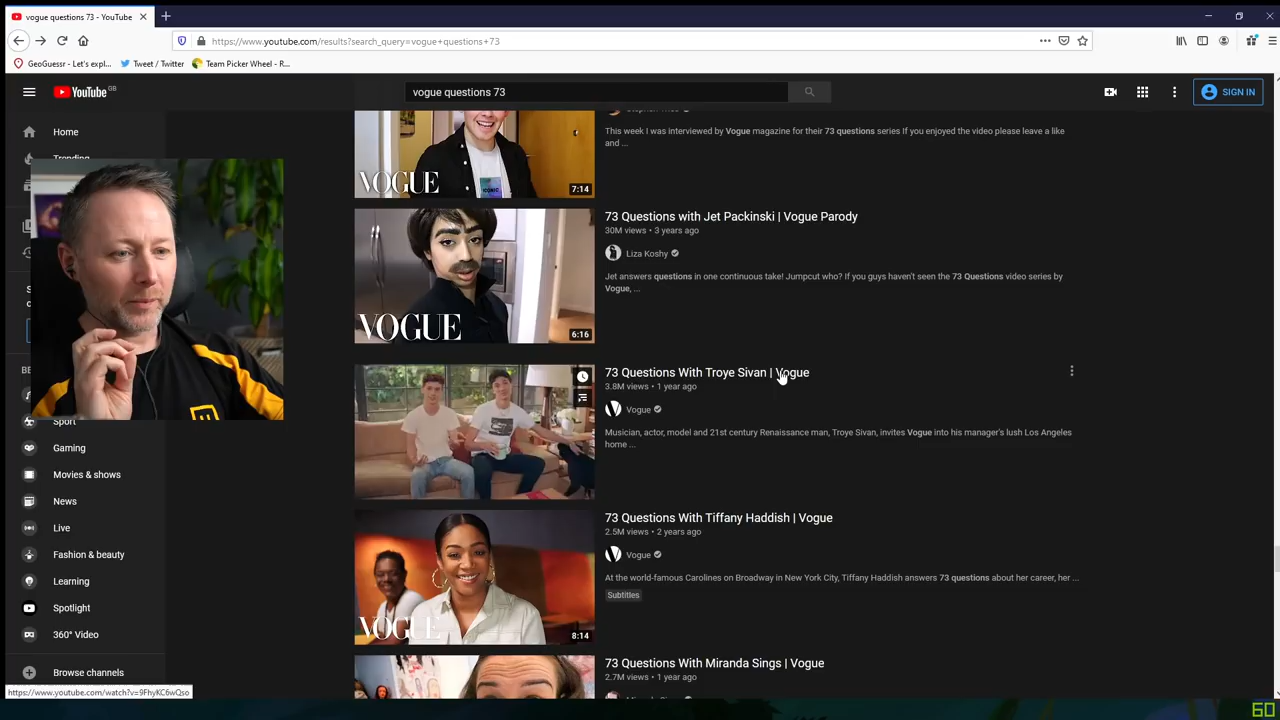 vogue questions 73 - YouTube
https://www.youtube.com/results?search_query=vogue+questions+73
GeoGuessr - Let's expl...
Tweet / Twitter
Team Picker Wheel - R...
YouTube GB
vogue questions 73
SIGN IN
Home
Trending
Sport
Gaming
Movies & shows
News
Live
Fashion & beauty
Learning
Spotlight
360° Video
Browse channels
This week I was interviewed by Vogue magazine for their 73 questions series If you enjoyed the video please leave a like
and ...
VOGUE
7:14
73 Questions with Jet Packinski | Vogue Parody
30M views • 3 years ago
Liza Koshy
Jet answers questions in one continuous take! Jumpcut who? If you guys haven't seen the 73 Questions video series by
Vogue, ...
VOGUE
6:16
73 Questions With Troye Sivan | Vogue
3.8M views • 1 year ago
Vogue
Musician, actor, model and 21st century Renaissance man, Troye Sivan, invites Vogue into his manager's lush Los Angeles
home ...
73 Questions With Tiffany Haddish | Vogue
2.5M views • 2 years ago
Vogue
At the world-famous Carolines on Broadway in New York City, Tiffany Haddish answers 73 questions about her career, her ...
Subtitles
VOGUE
8:14
73 Questions With Miranda Sings | Vogue
2.7M views • 1 year ago
https://www.youtube.com/watch?v=9FhyKC6wQso
60